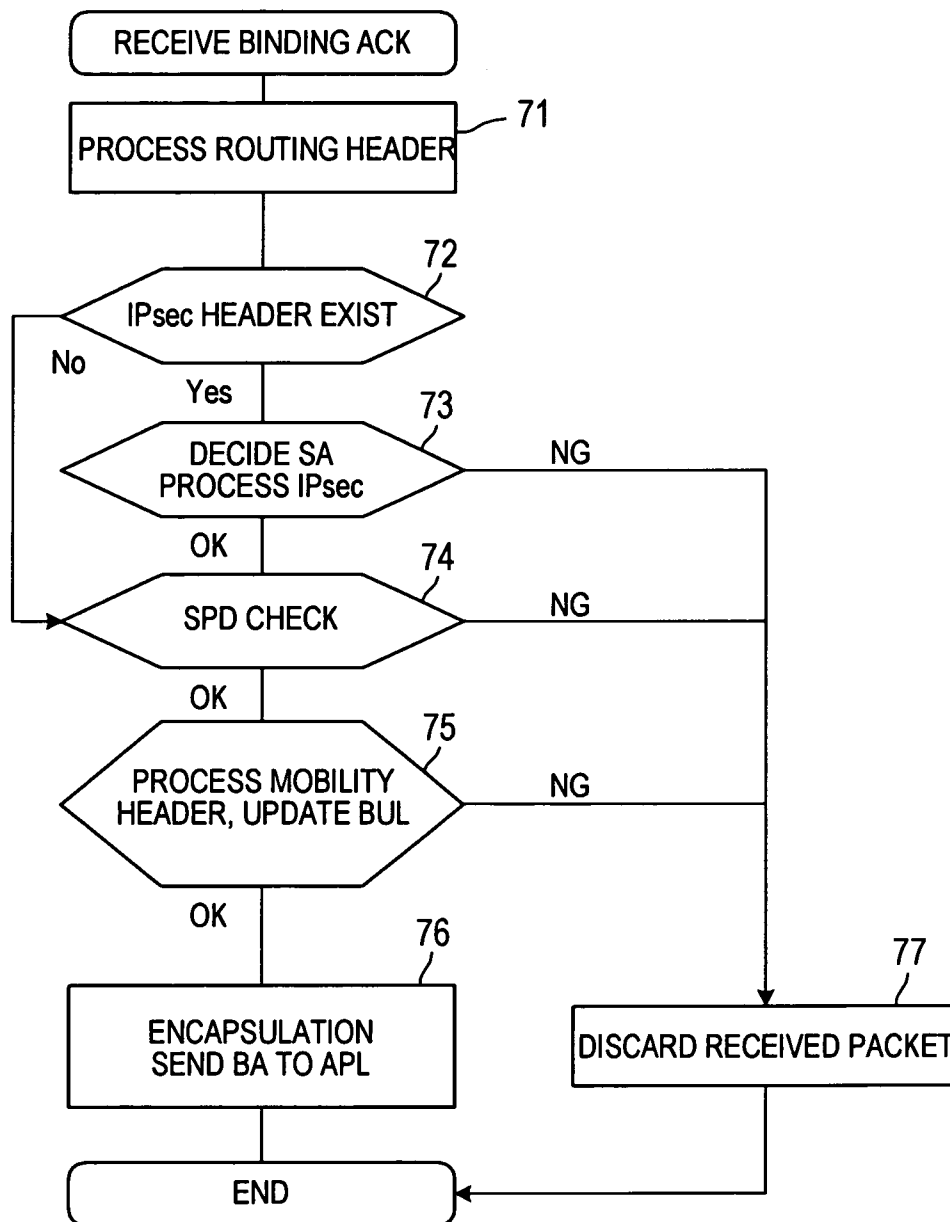 RECEIVE BINDING ACK
71
PROCESS ROUTING HEADER
72
IPsec HEADER EXIST
No
Yes
73
DECIDE SA
PROCESS IPsec
NG
OK
74
SPD CHECK
NG
OK
75
PROCESS MOBILITY
HEADER, UPDATE BUL
NG
OK
76
ENCAPSULATION
SEND BA TO APL
77
DISCARD RECEIVED PACKET
END